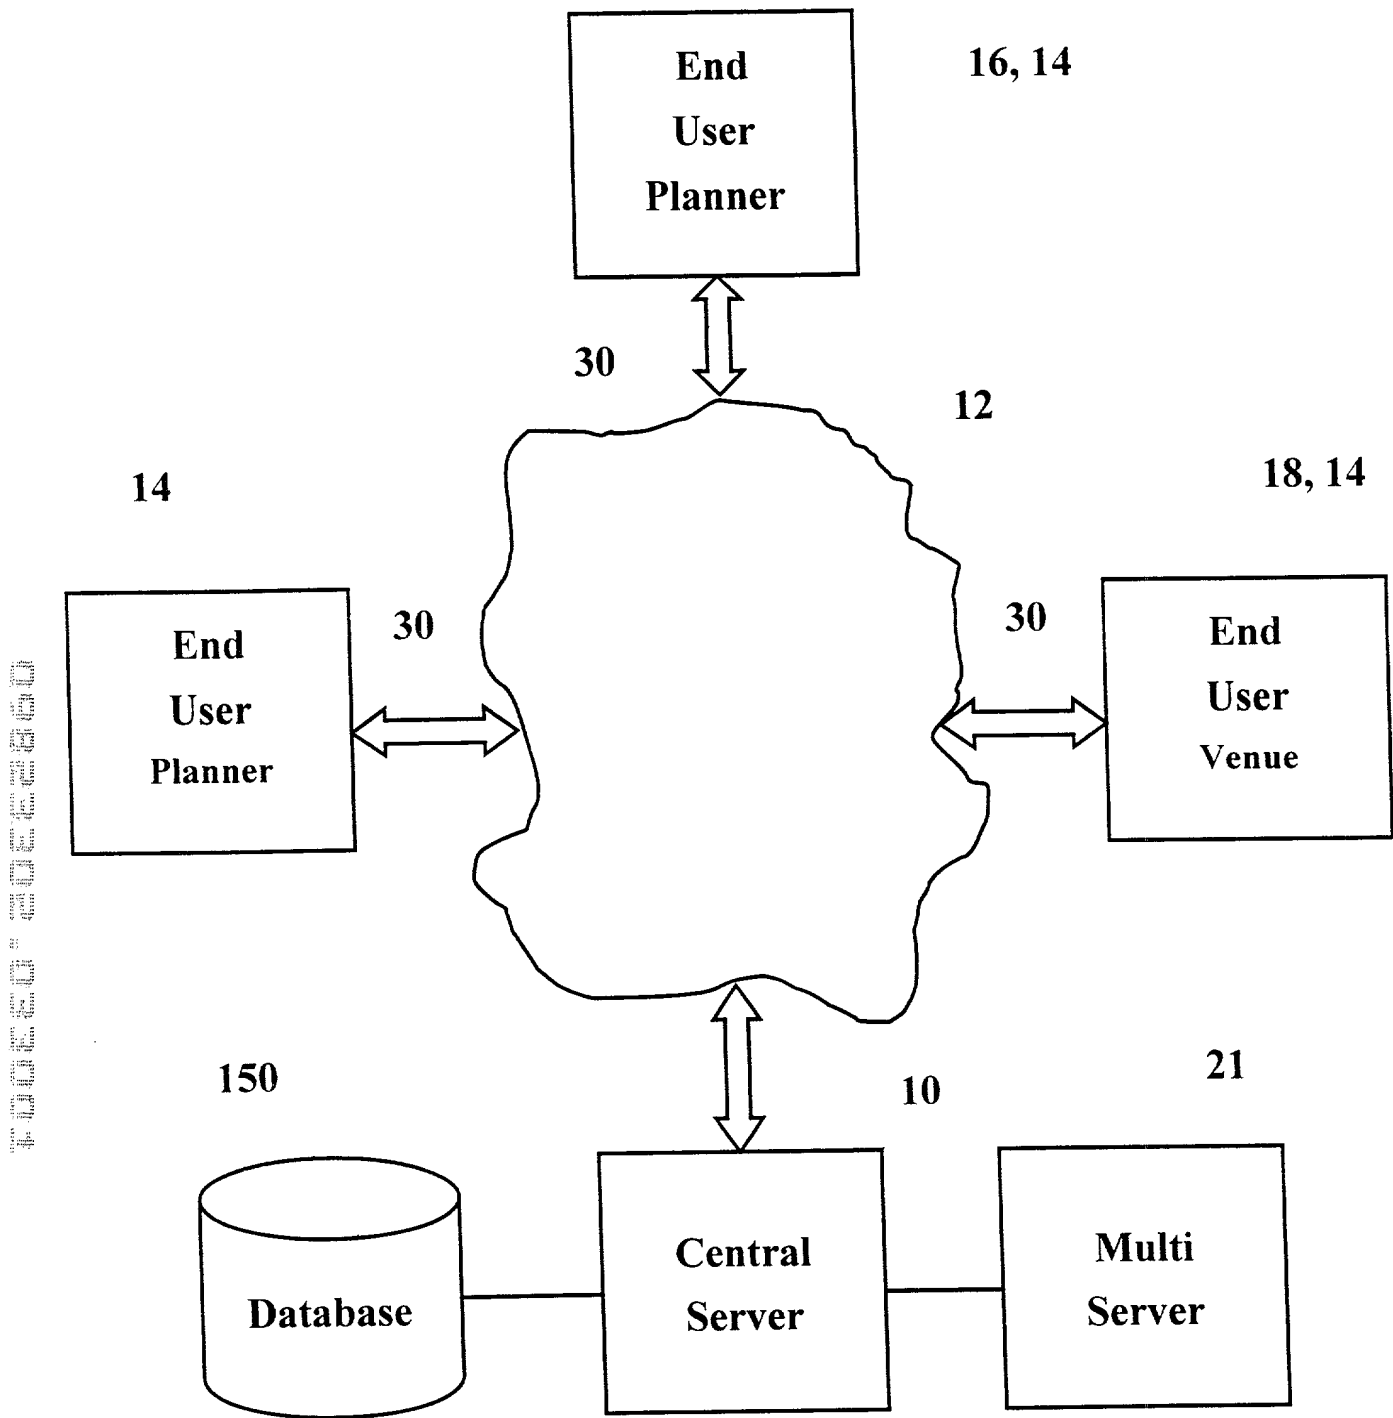 End
User
Planner
16, 14
30
12
14
18, 14
End
User
Planner
30
30
End
User
Venue
150
10
21
Database
Central
Server
Multi
Server